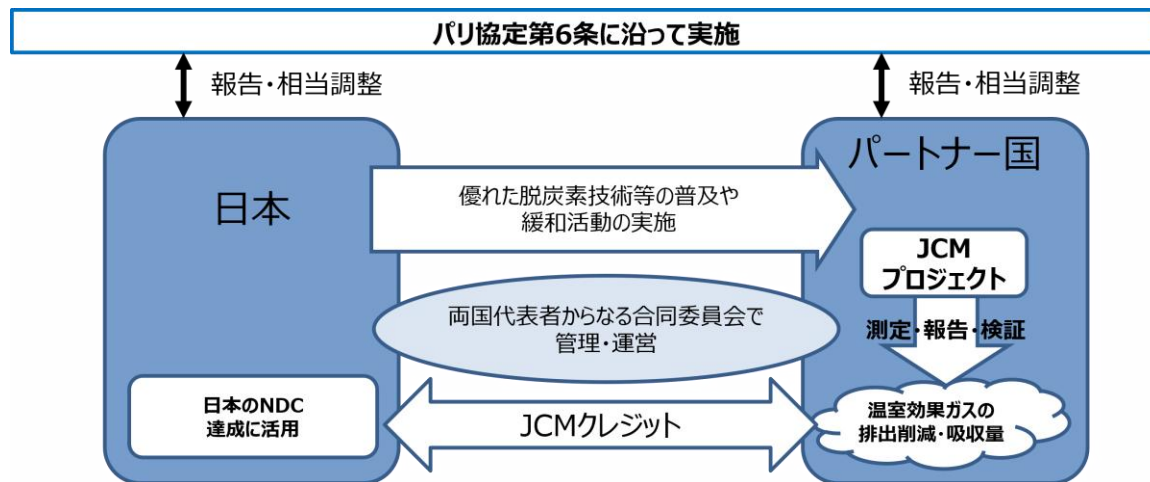 パリ協定第6条に沿って実施
報告・相当調整
報告・相当調整
日本
パートナー国
優れた脱炭素技術等の普及や
緩和活動の実施
JCM
プロジェクト
両国代表者からなる合同委員会で
管理・運営
測定・報告・検証
日本のNDC
達成に活用
JCMクレジット
温室効果ガスの
排出削減・吸収量